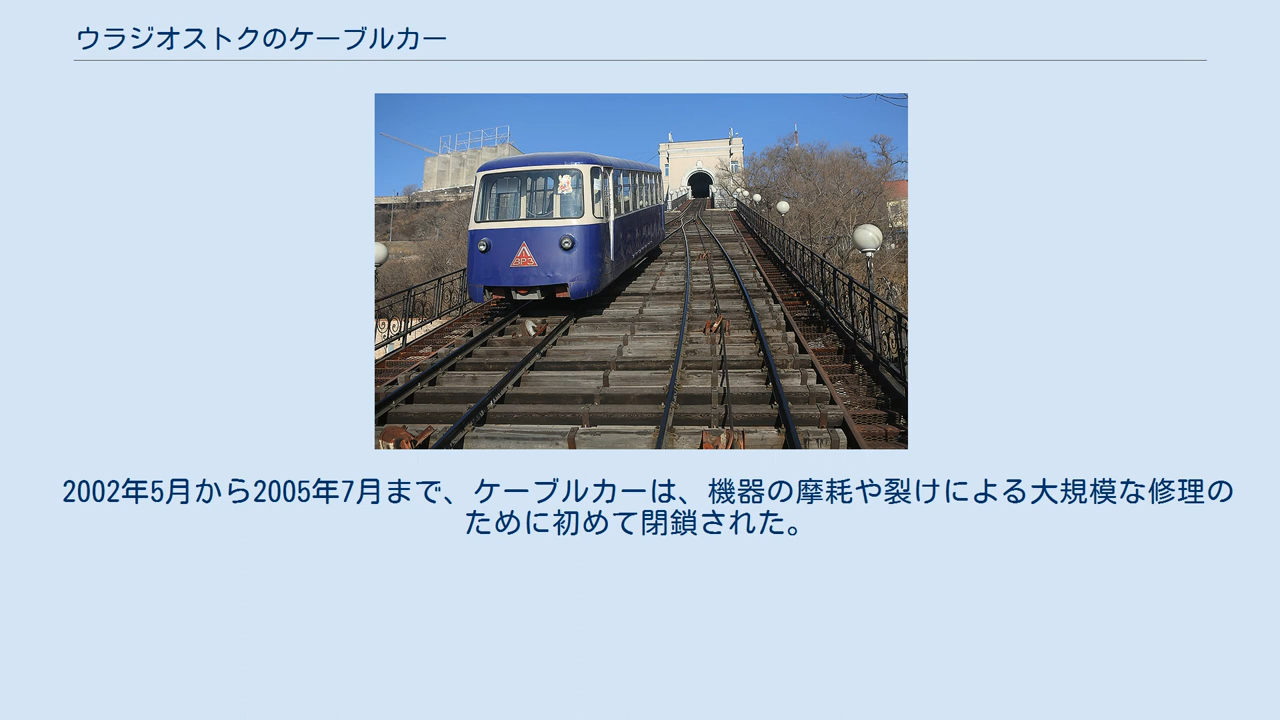 ウラジオストクのケーブルカー
ВРЗ
2002年5月から2005年7月まで、ケーブルカーは、機器の摩耗や裂けによる大規模な修理の
ために初めて閉鎖された。